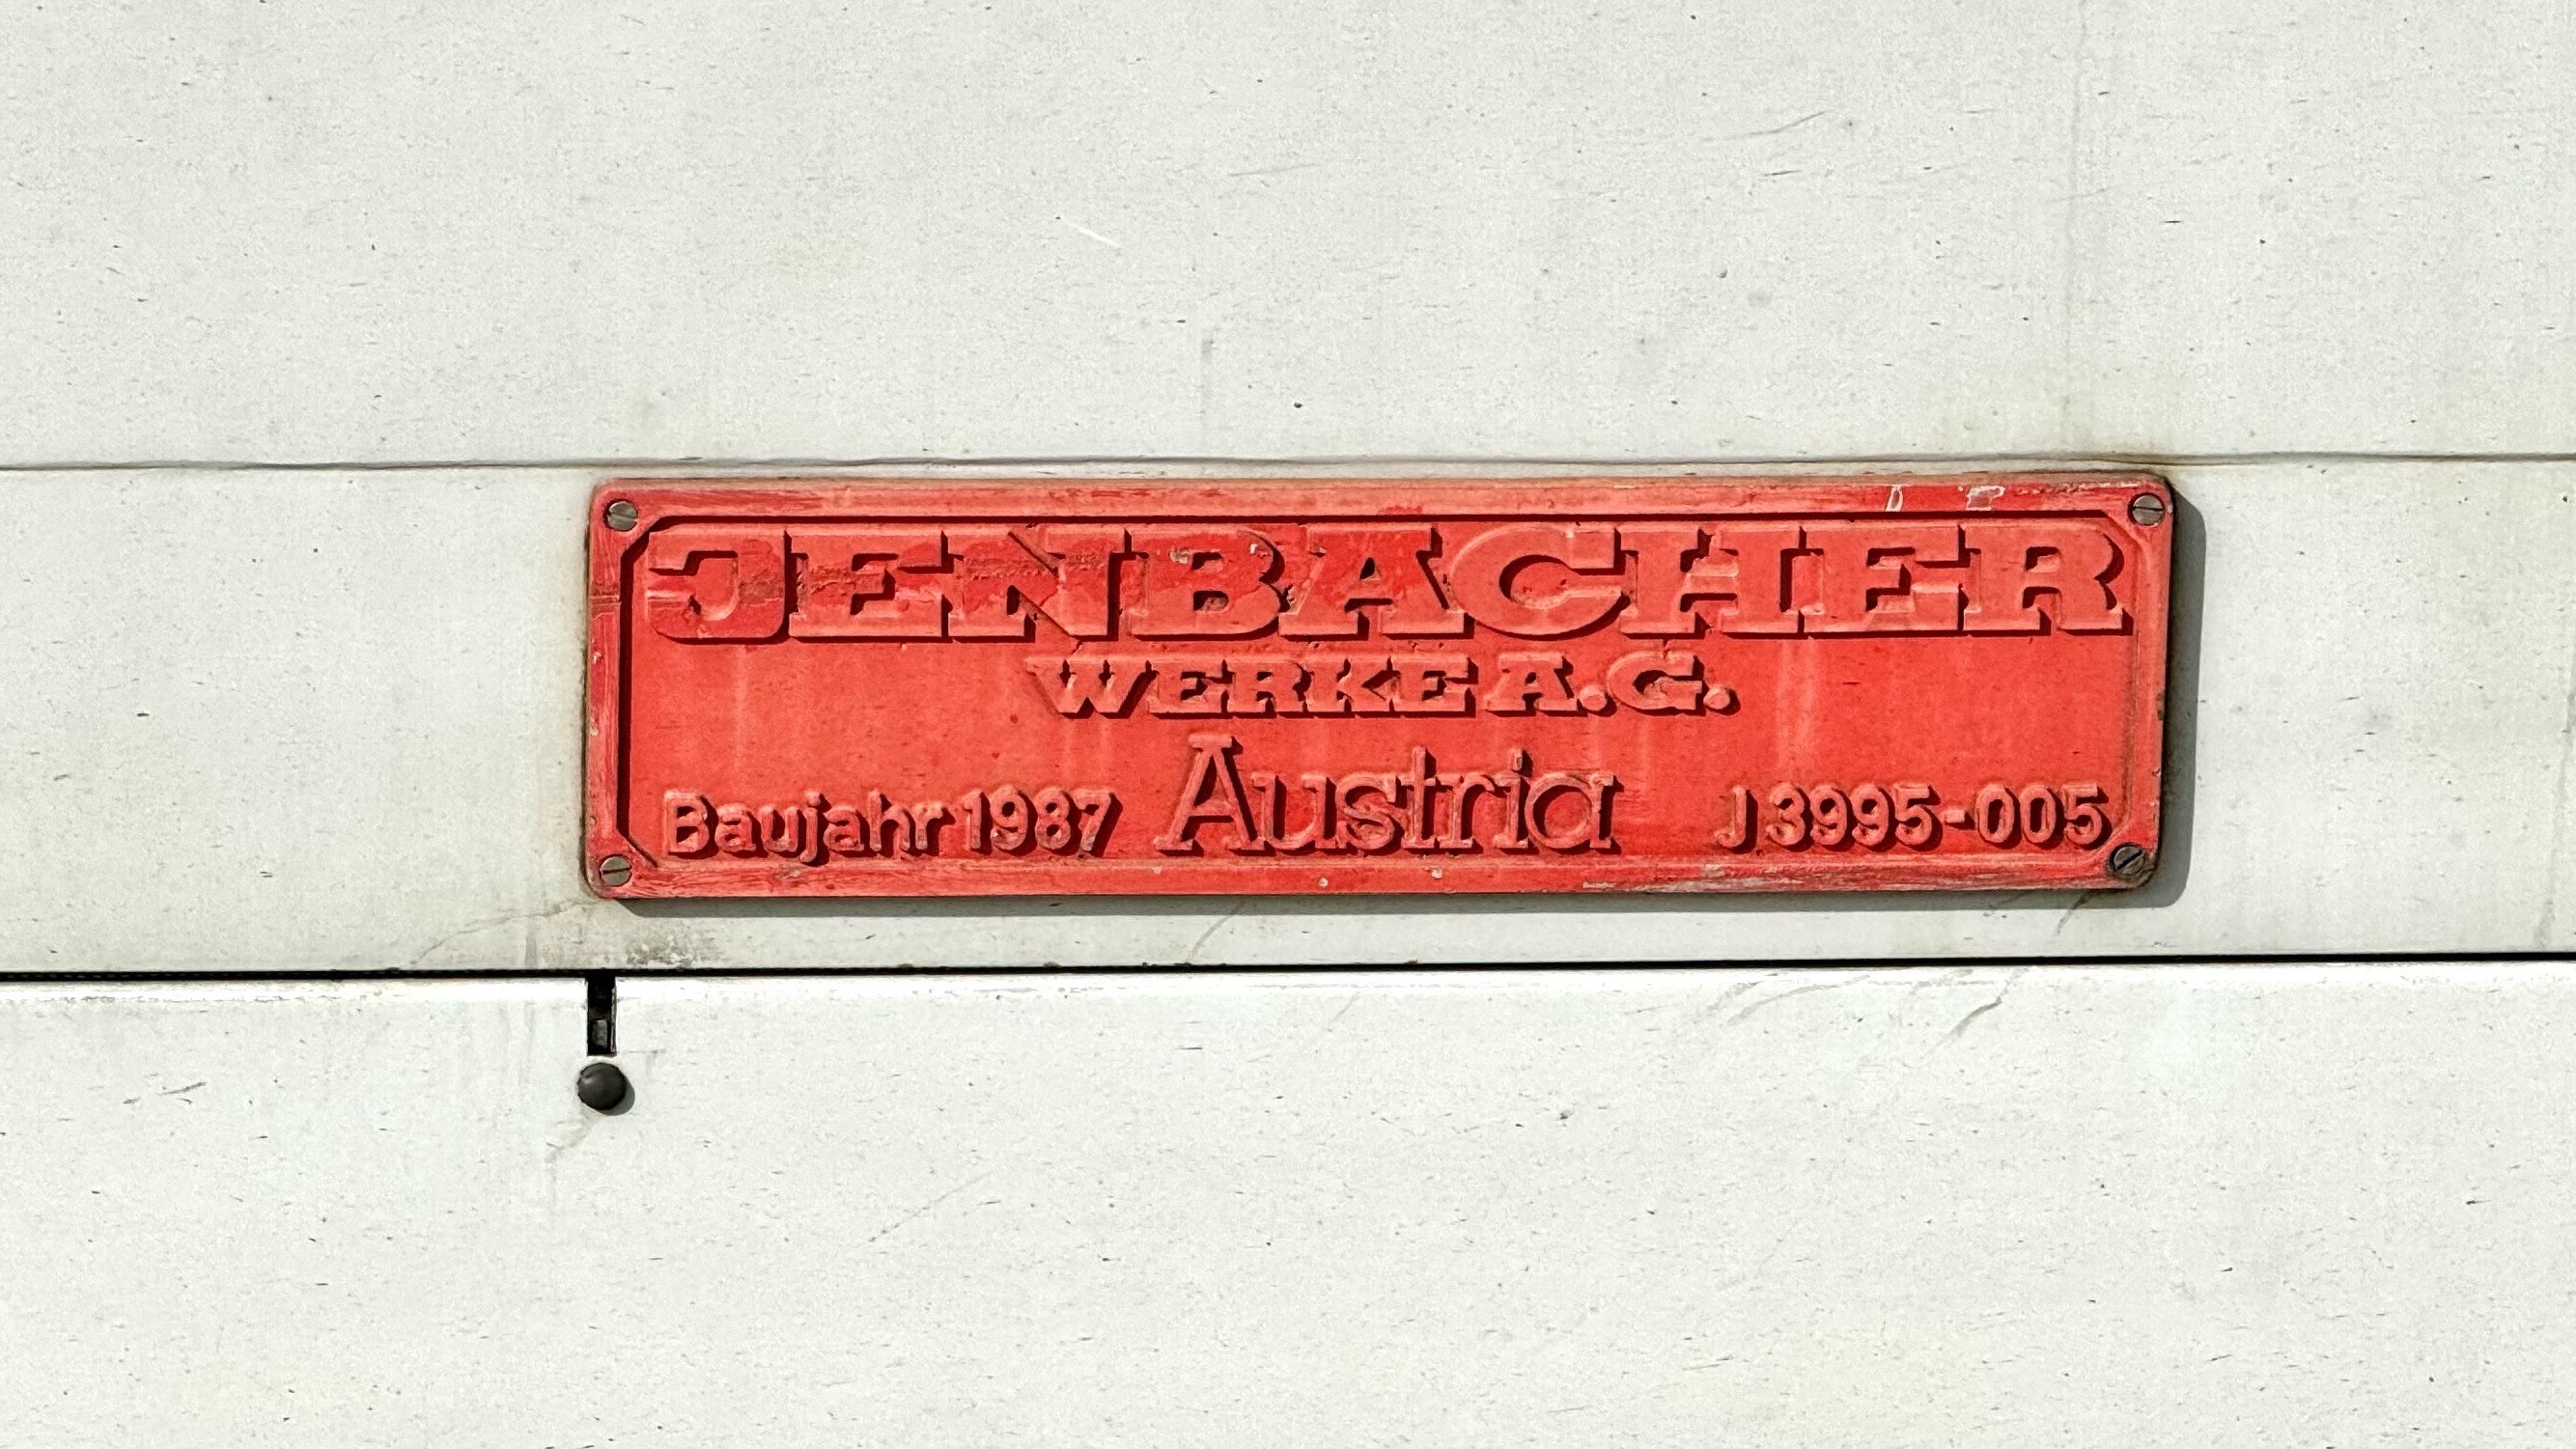 JENBACHER
WERKE A.G.
Baujahr 1987 Austria J 3995-005